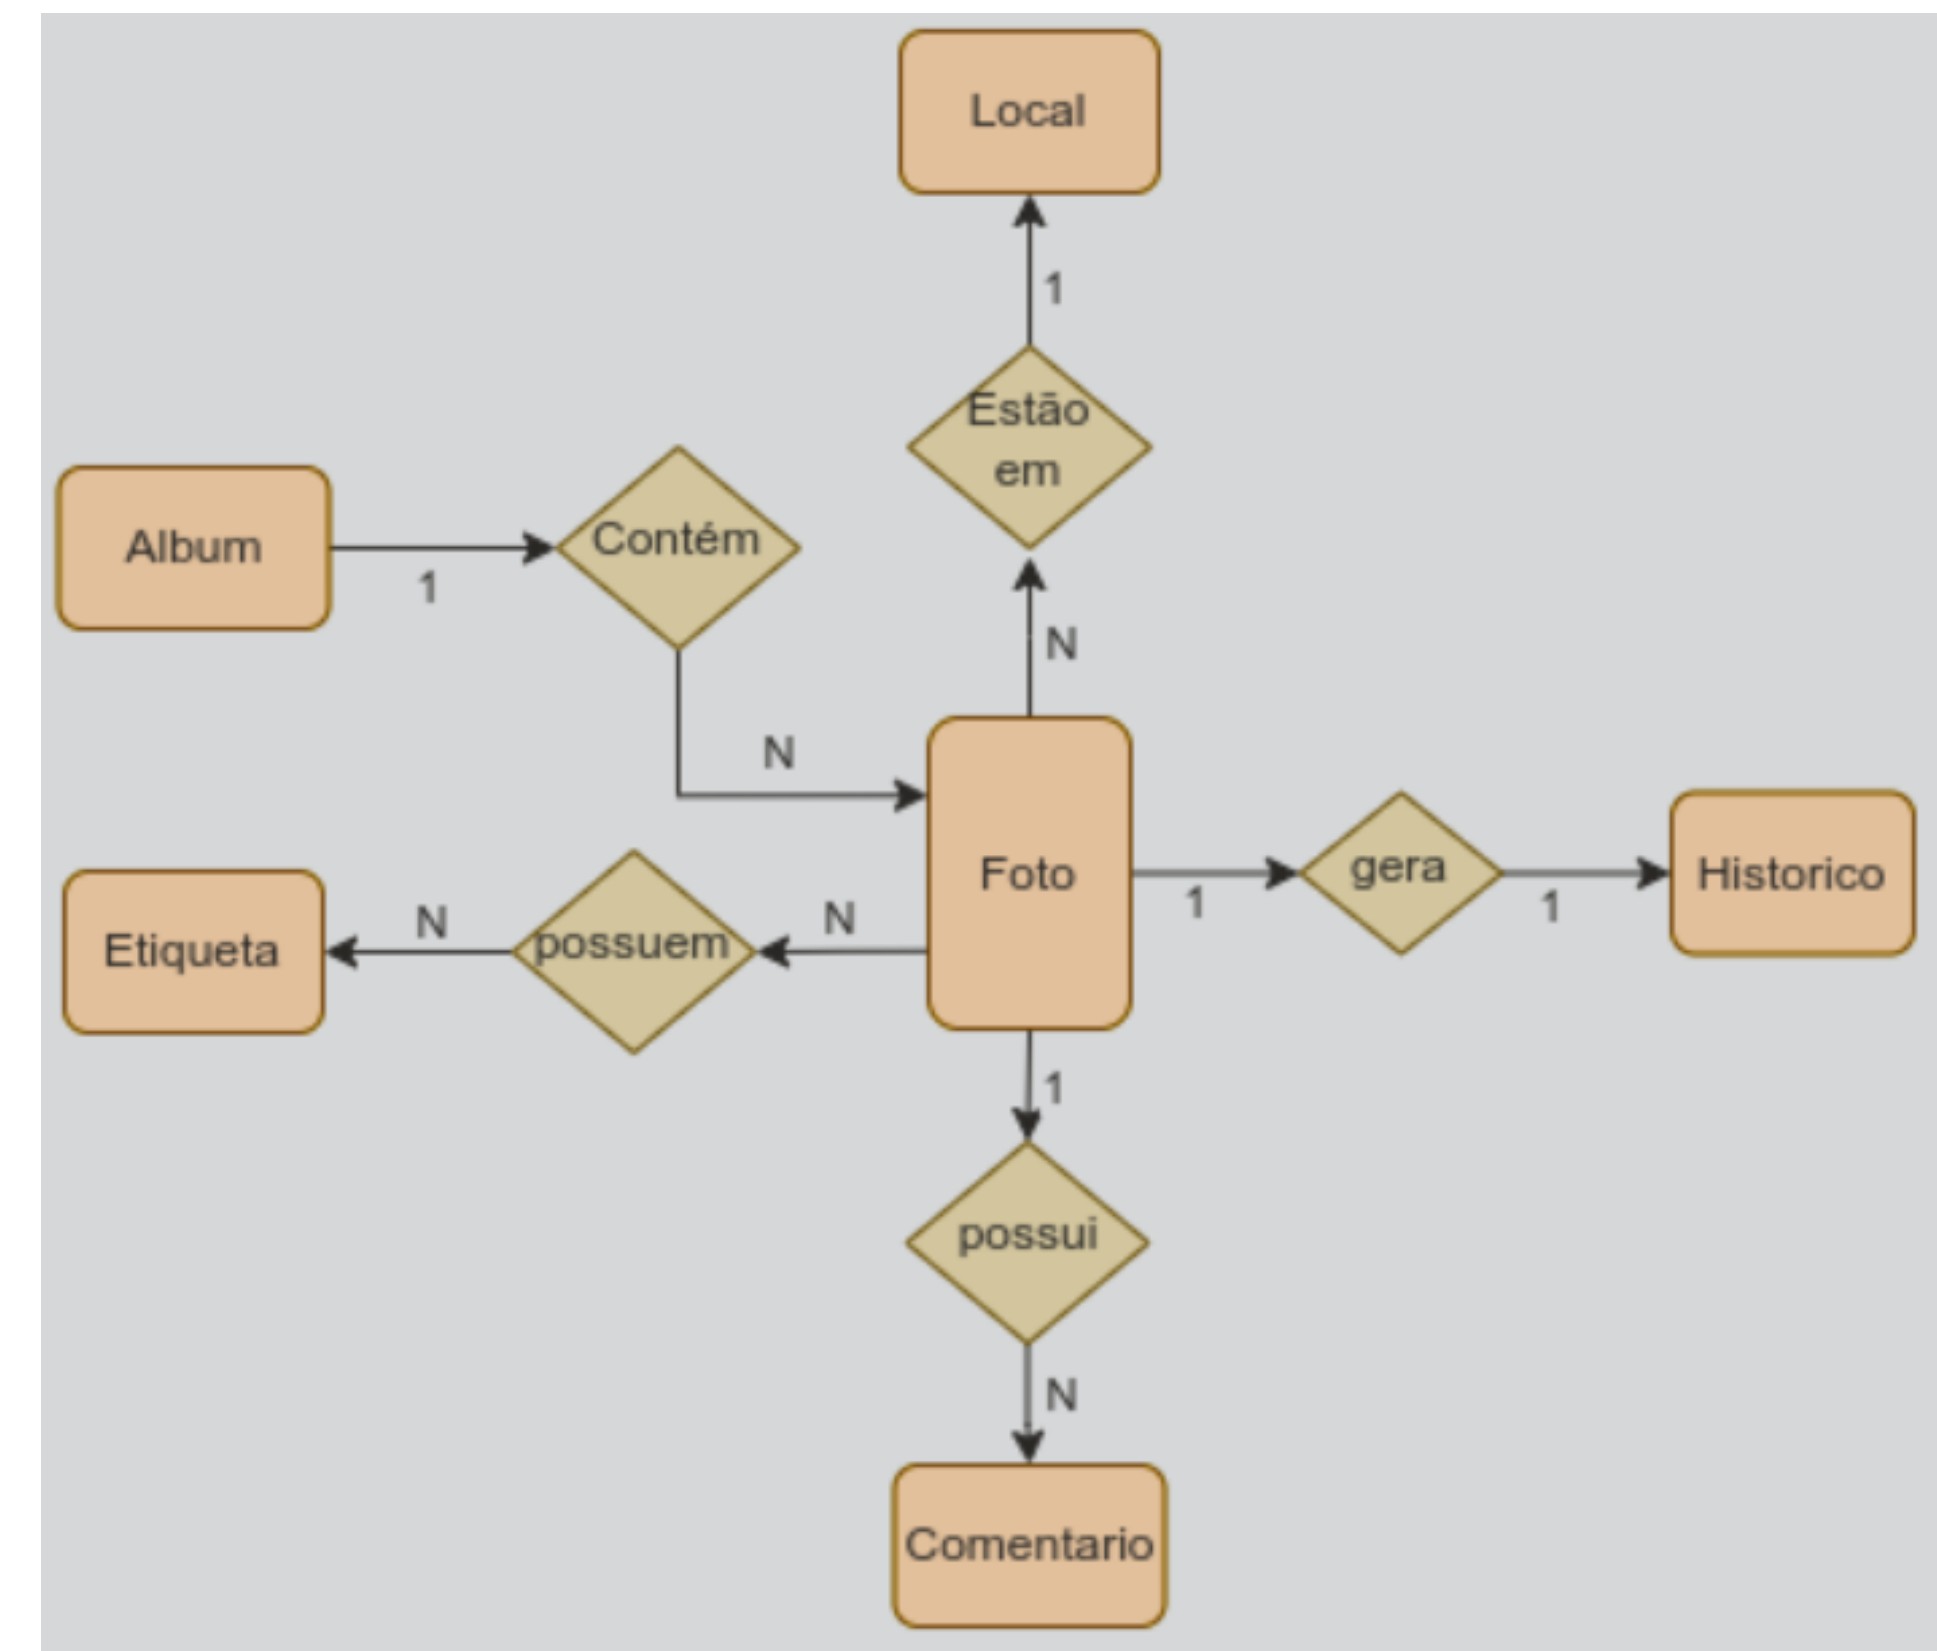 Local
1
Estão
em
Album
1
Contém
N
N
Foto
1
gera
1
Historico
Etiqueta
N
possuem
N
1
possui
N
Comentario